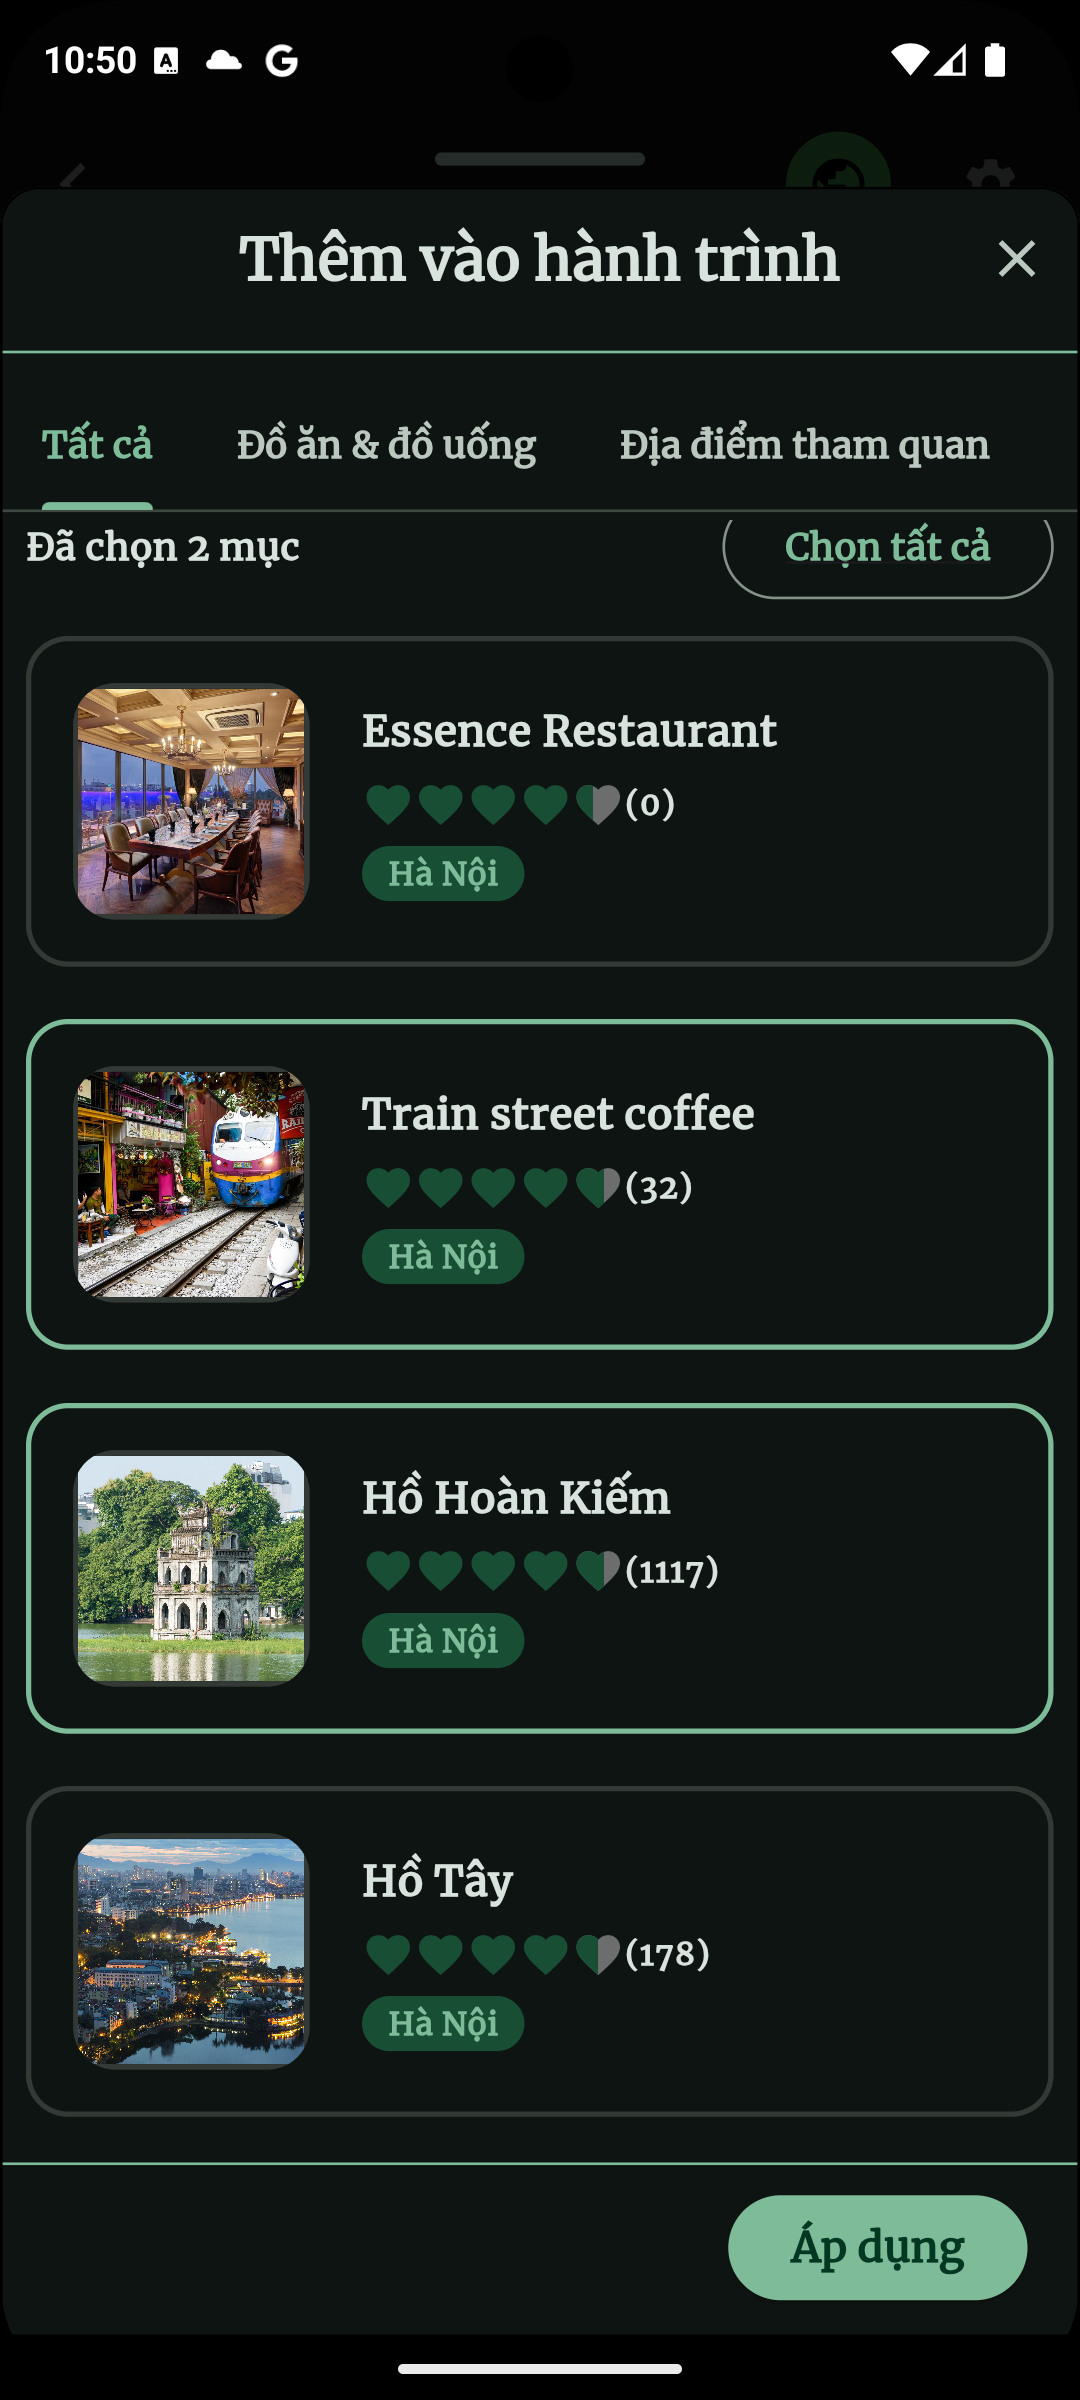 10:50
Thêm vào hành trình
Tất cả
Đồ ăn & đồ uống
Địa điểm tham quan
Đã chọn 2 mục
Chọn tất cả
Essence Restaurant
(0)
Hà Nội
Train street coffee
(32)
Hà Nội
Hồ Hoàn Kiếm
(1117)
Hà Nội
Hồ Tây
(178)
Hà Nội
Áp dụng